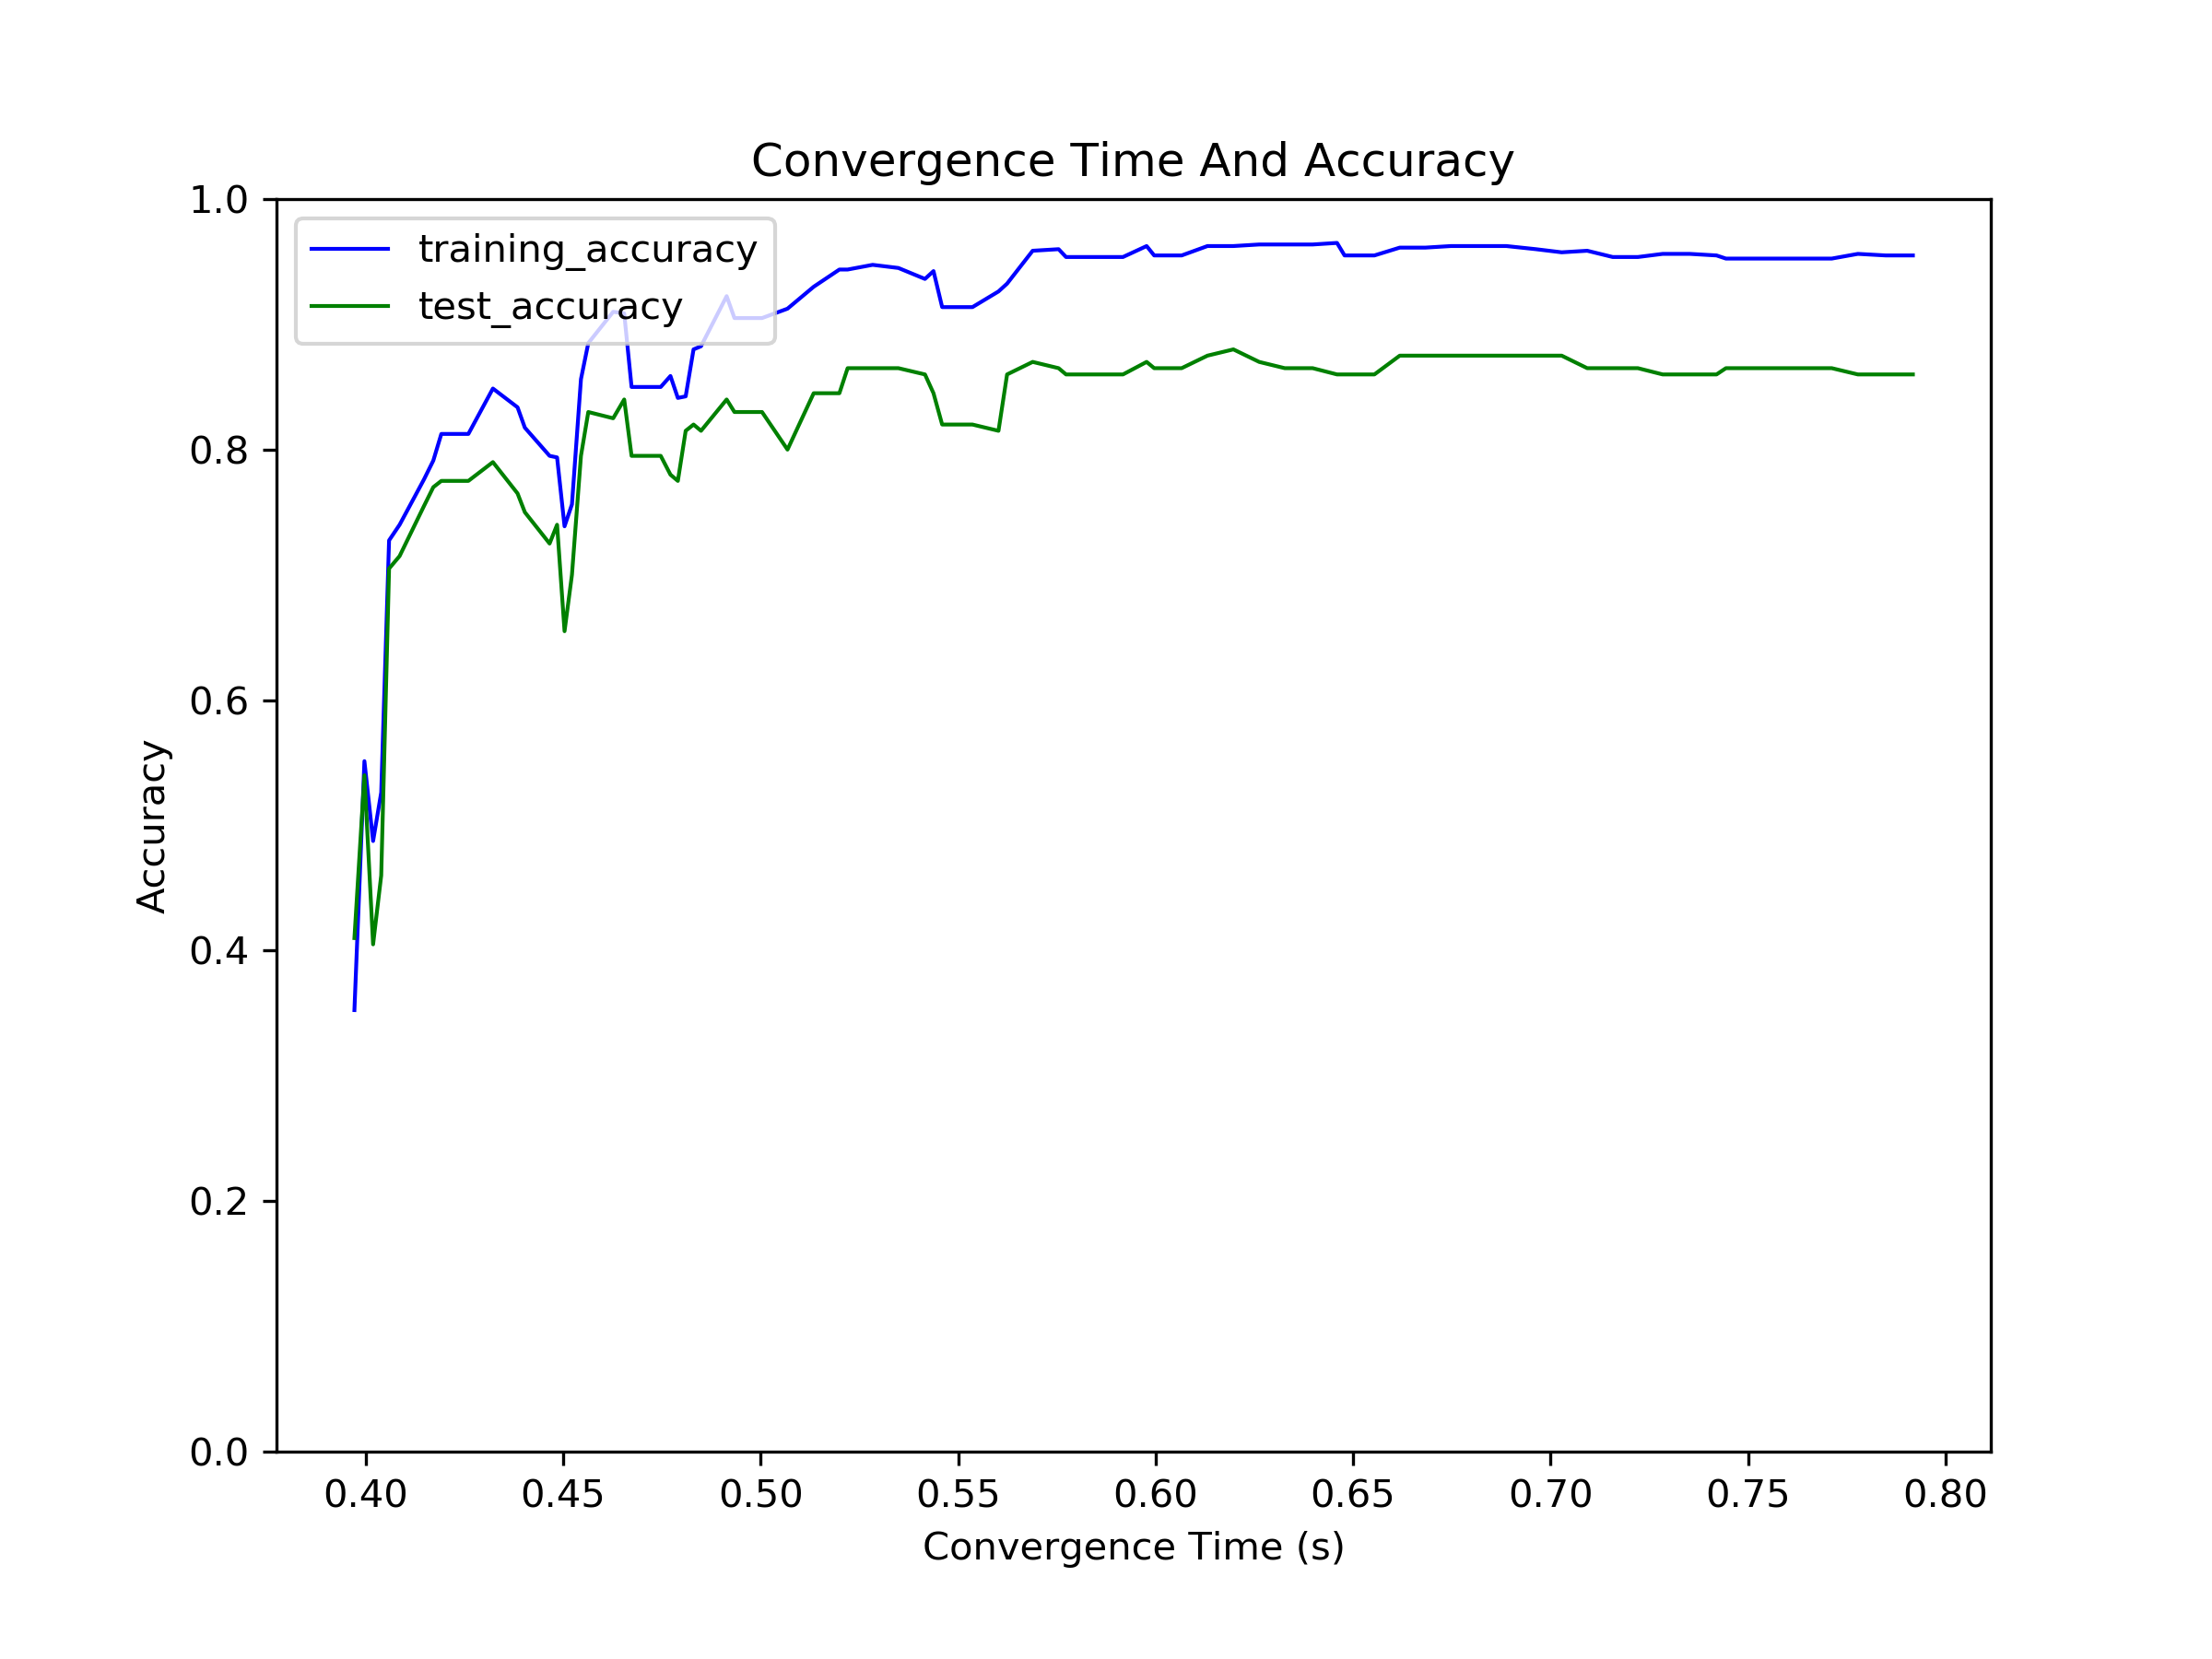 Convergence Time And Accuracy
1.0
training_accuracy
test_accuracy
0.8
0.6
Accuracy
0.4
0.2
0.0
0.40 0.45 0.50 0.55 0.60 0.65 0.70 0.75 0.80
Convergence Time (s)